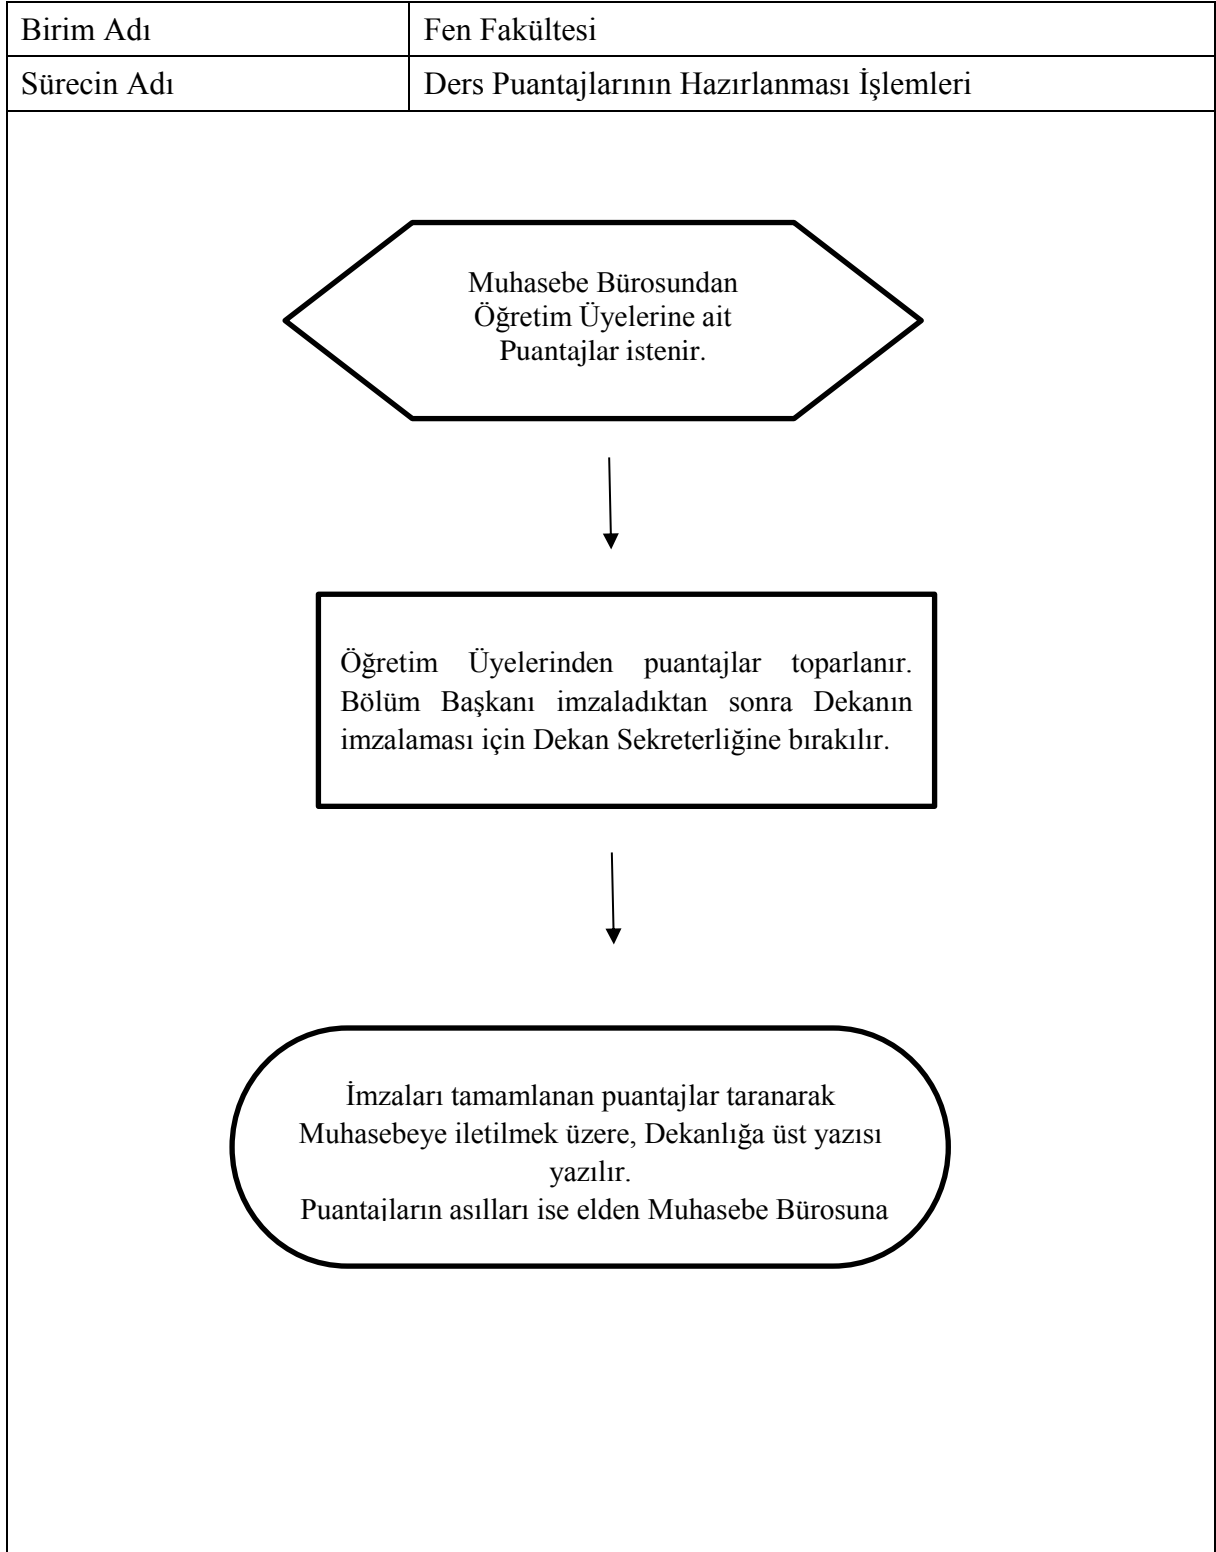 Birim Adı Fen Fakültesi
Sürecin Adı Ders Puantajlarının Hazırlanması İşlemleri
Muhasebe Bürosundan
Öğretim Üyelerine ait
Puantajlar istenir.
Öğretim Üyelerinden puantajlar toparlanır.
Bölüm Başkanı imzaladıktan sonra Dekanın
imzalaması için Dekan Sekreterliğine bırakılır.
İmzaları tamamlanan puantajlar taranarak
Muhasebeye iletilmek üzere, Dekanlığa üst yazısı
yazılır.
Puantajların asılları ise elden Muhasebe Bürosuna